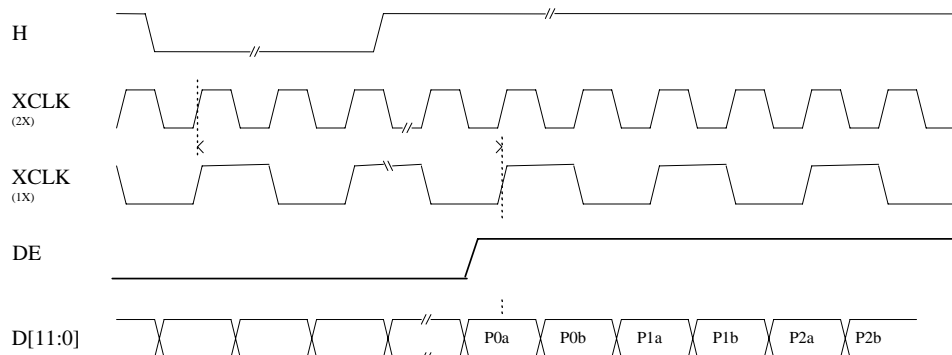 H
XCLK
(2X)
XCLK
(1X)
DE
D[11:0] P0a P0b P1a P1b P2a P2b